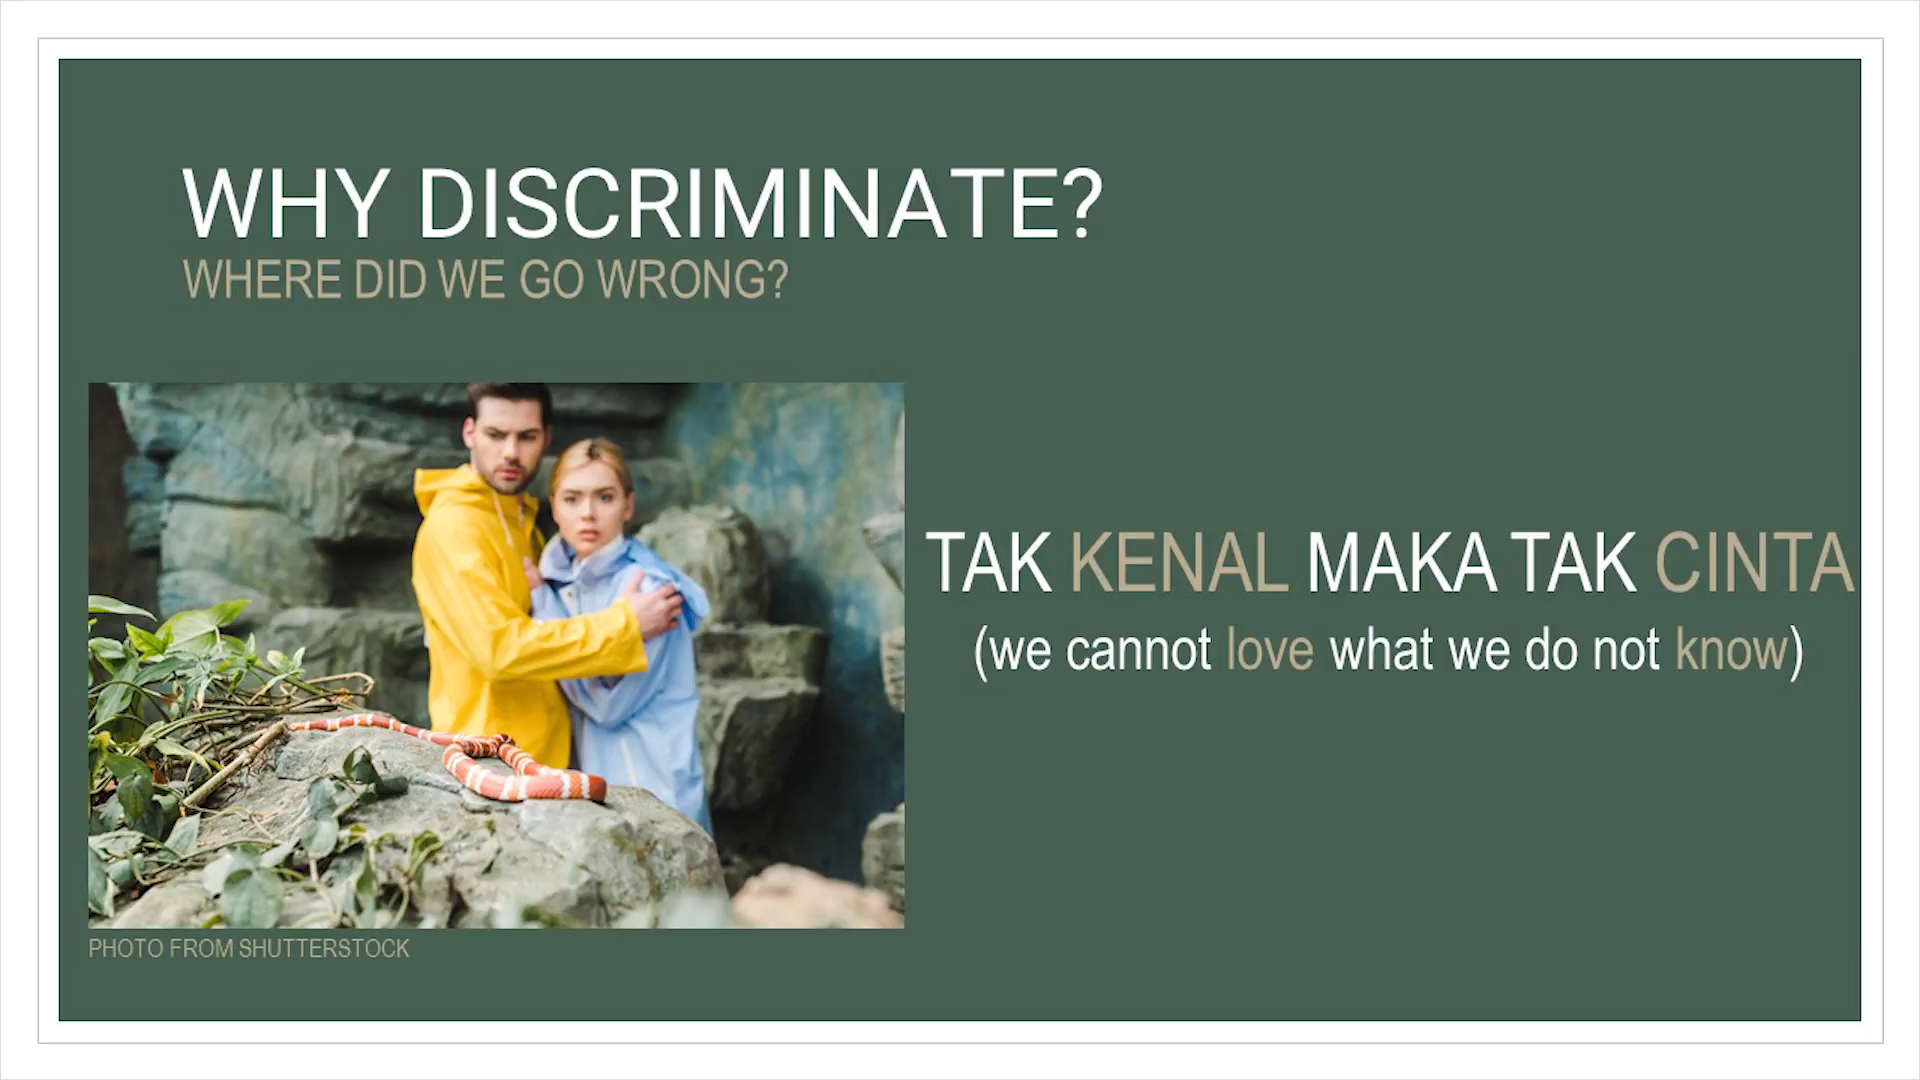 WHY DISCRIMINATE?
WHERE DID WE GO WRONG?
TAK KENAL MAKA TAK CINTA
(we cannot love what we do not know)
PHOTO FROM SHUTTERSTOCK